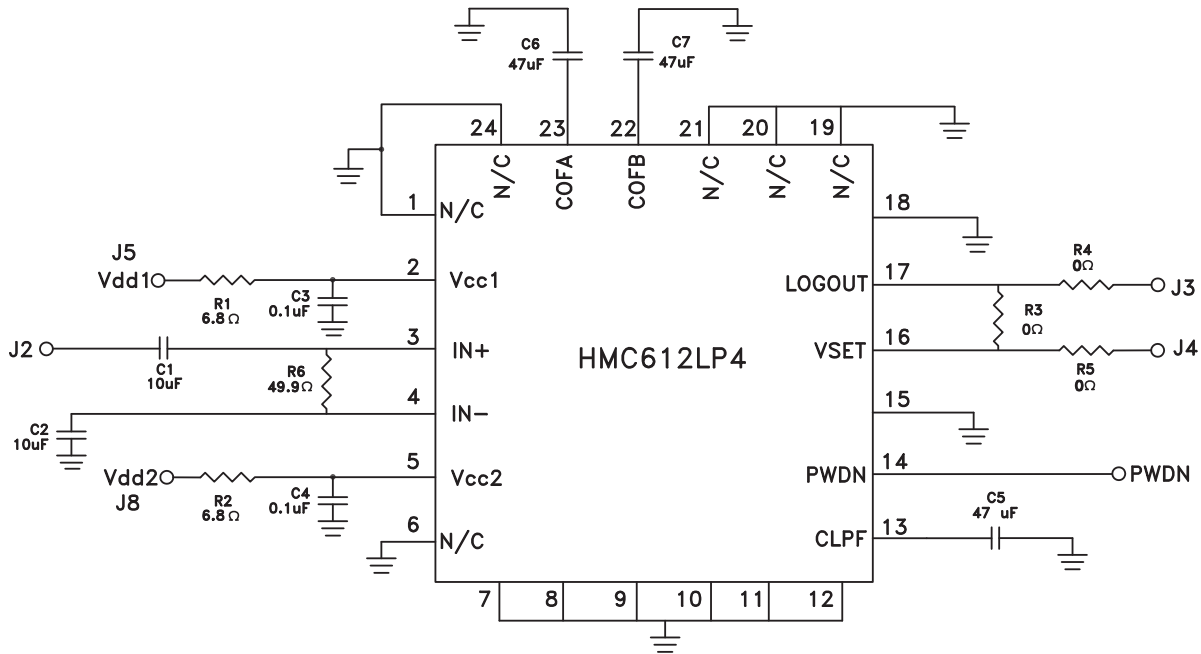 C6
47uF
C7
47uF
24
23
22
21
20
19
N/C
COFA
COFB
N/C
N/C
N/C
1
N/C
18
J5
Vdd1
R1
6.8Ω
C3
0.1uF
2
Vcc1
LOGOUT
17
R4
0Ω
J3
R3
0Ω
J2
C1
10uF
3
IN+
HMC612LP4
VSET
16
J4
R5
0Ω
R6
49.9Ω
4
IN-
15
C2
10uF
Vdd2
J8
R2
6.8Ω
C4
0.1uF
5
Vcc2
PWDN
14
PWDN
6
N/C
CLPF
13
C5
47 uF
7
8
9
10
11
12